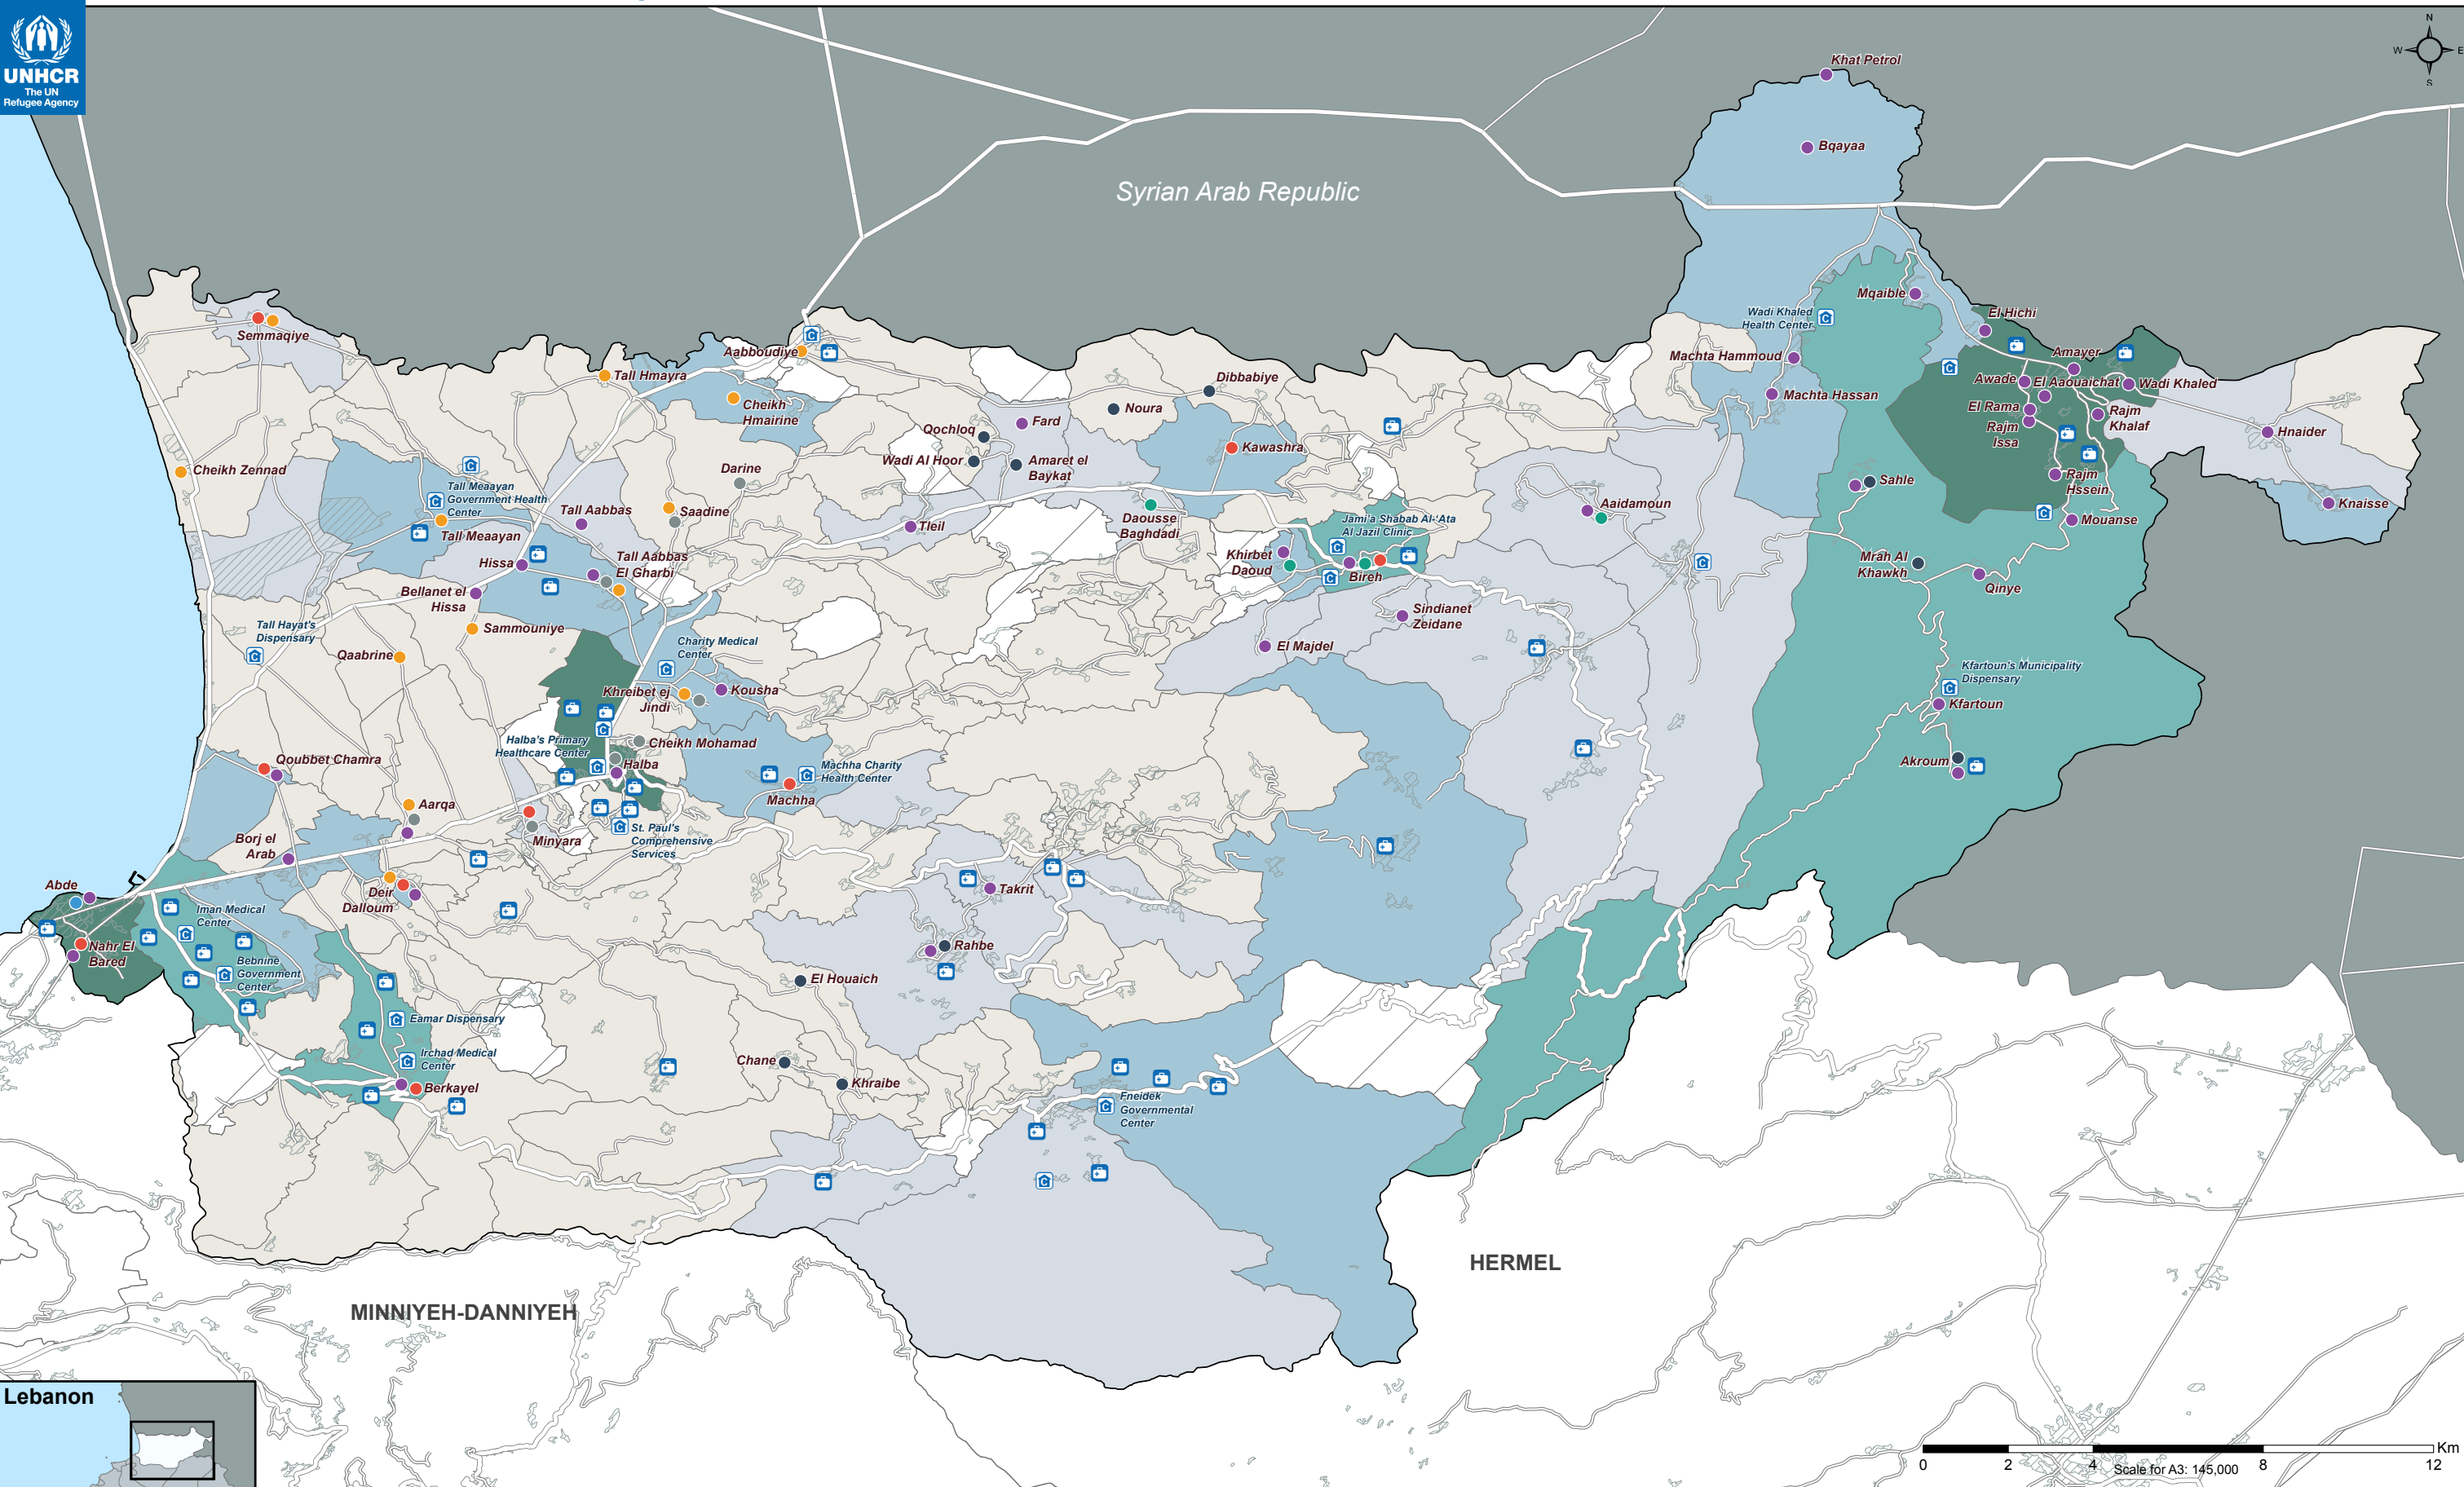 UNHCR
The UN
Refugee Agency
N
W
E
S
Khat Petrol
Bqayaa
Syrian Arab Republic
Mqaible
El Hichi
Wadi Khaled
Health Center
Semmaqiye
Aabboudiye
Machta Hammoud
Amayer
Tall Hmayra
Dibbabiye
Awade
El Aaouaichat
Wadi Khaled
Machta Hassan
Cheikh
Hmairine
Noura
El Rama
Rajm
Khalaf
Fard
Qochloq
Rajm
Issa
Hnaider
Kawashra
Wadi Al Hoor
Amaret el
Baykat
Cheikh Zennad
Darine
Sahle
Rajm
Hssein
Tall Meaayan
Government Health
Center
Knaisse
Aaidamoun
Tall Aabbas
Saadine
Daousse
Baghdadi
Jami'a Shabab Al-'Ata
Al Jazil Clinic
Mouanse
Tleil
Tall Meaayan
Hissa
Tall Aabbas
El Gharbi
Khirbet
Daoud
Bireh
Mrah Al
Khawkh
Qinye
Bellanet el
Hissa
Sindianet
Zeidane
Tall Hayat's
Dispensary
Sammouniye
El Majdel
Charity Medical
Center
Qaabrine
Kfartoun's Municipality
Dispensary
Khreibet ej
Jindi
Kousha
Kfartoun
Halba's Primary
Healthcare Center
Cheikh Mohamad
Qoubbet Chamra
Halba
Machha Charity
Health Center
Akroum
Machha
Aarqa
Minyara
St. Paul's
Comprehensive
Services
Borj el
Arab
Abde
Deir
Dalloum
Takrit
Iman Medical
Center
Nahr El
Bared
Rahbe
Bebnine
Government
Center
El Houaich
Eamar Dispensary
Irchad Medical
Center
Chane
Khraibe
Berkayel
Fneidek
Governmental
Center
HERMEL
MINNIYEH-DANNIYEH
Lebanon
Km
0 2 4 8 12
Scale for A3: 145,000